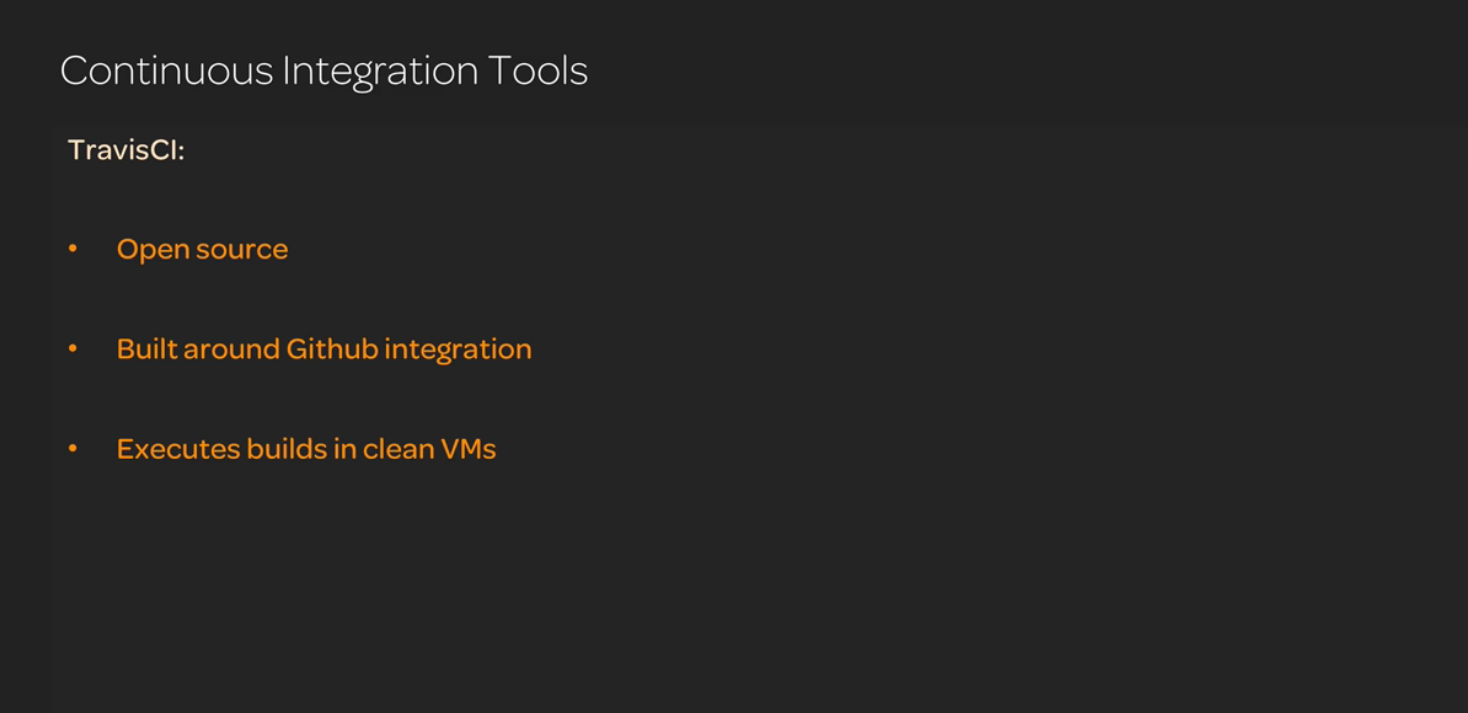 Continuous Integration Tools
TravisCI:
• Open source
• Built around Github integration
• Executes builds in clean VMs